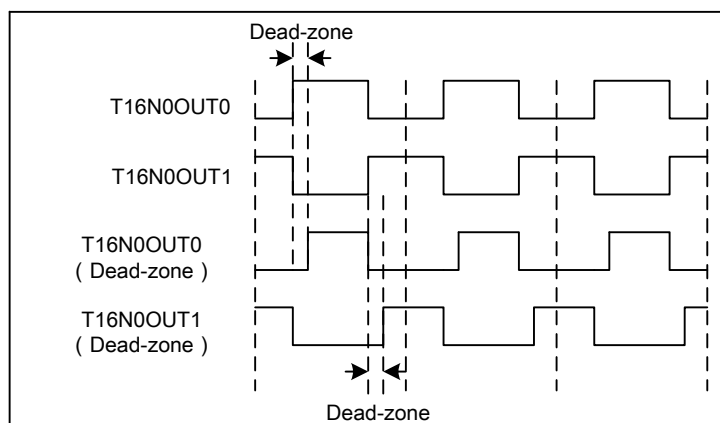 Dead-zone
T16N0OUT0
T16N0OUT1
T16N0OUT0
( Dead-zone )
T16N0OUT1
( Dead-zone )
Dead-zone